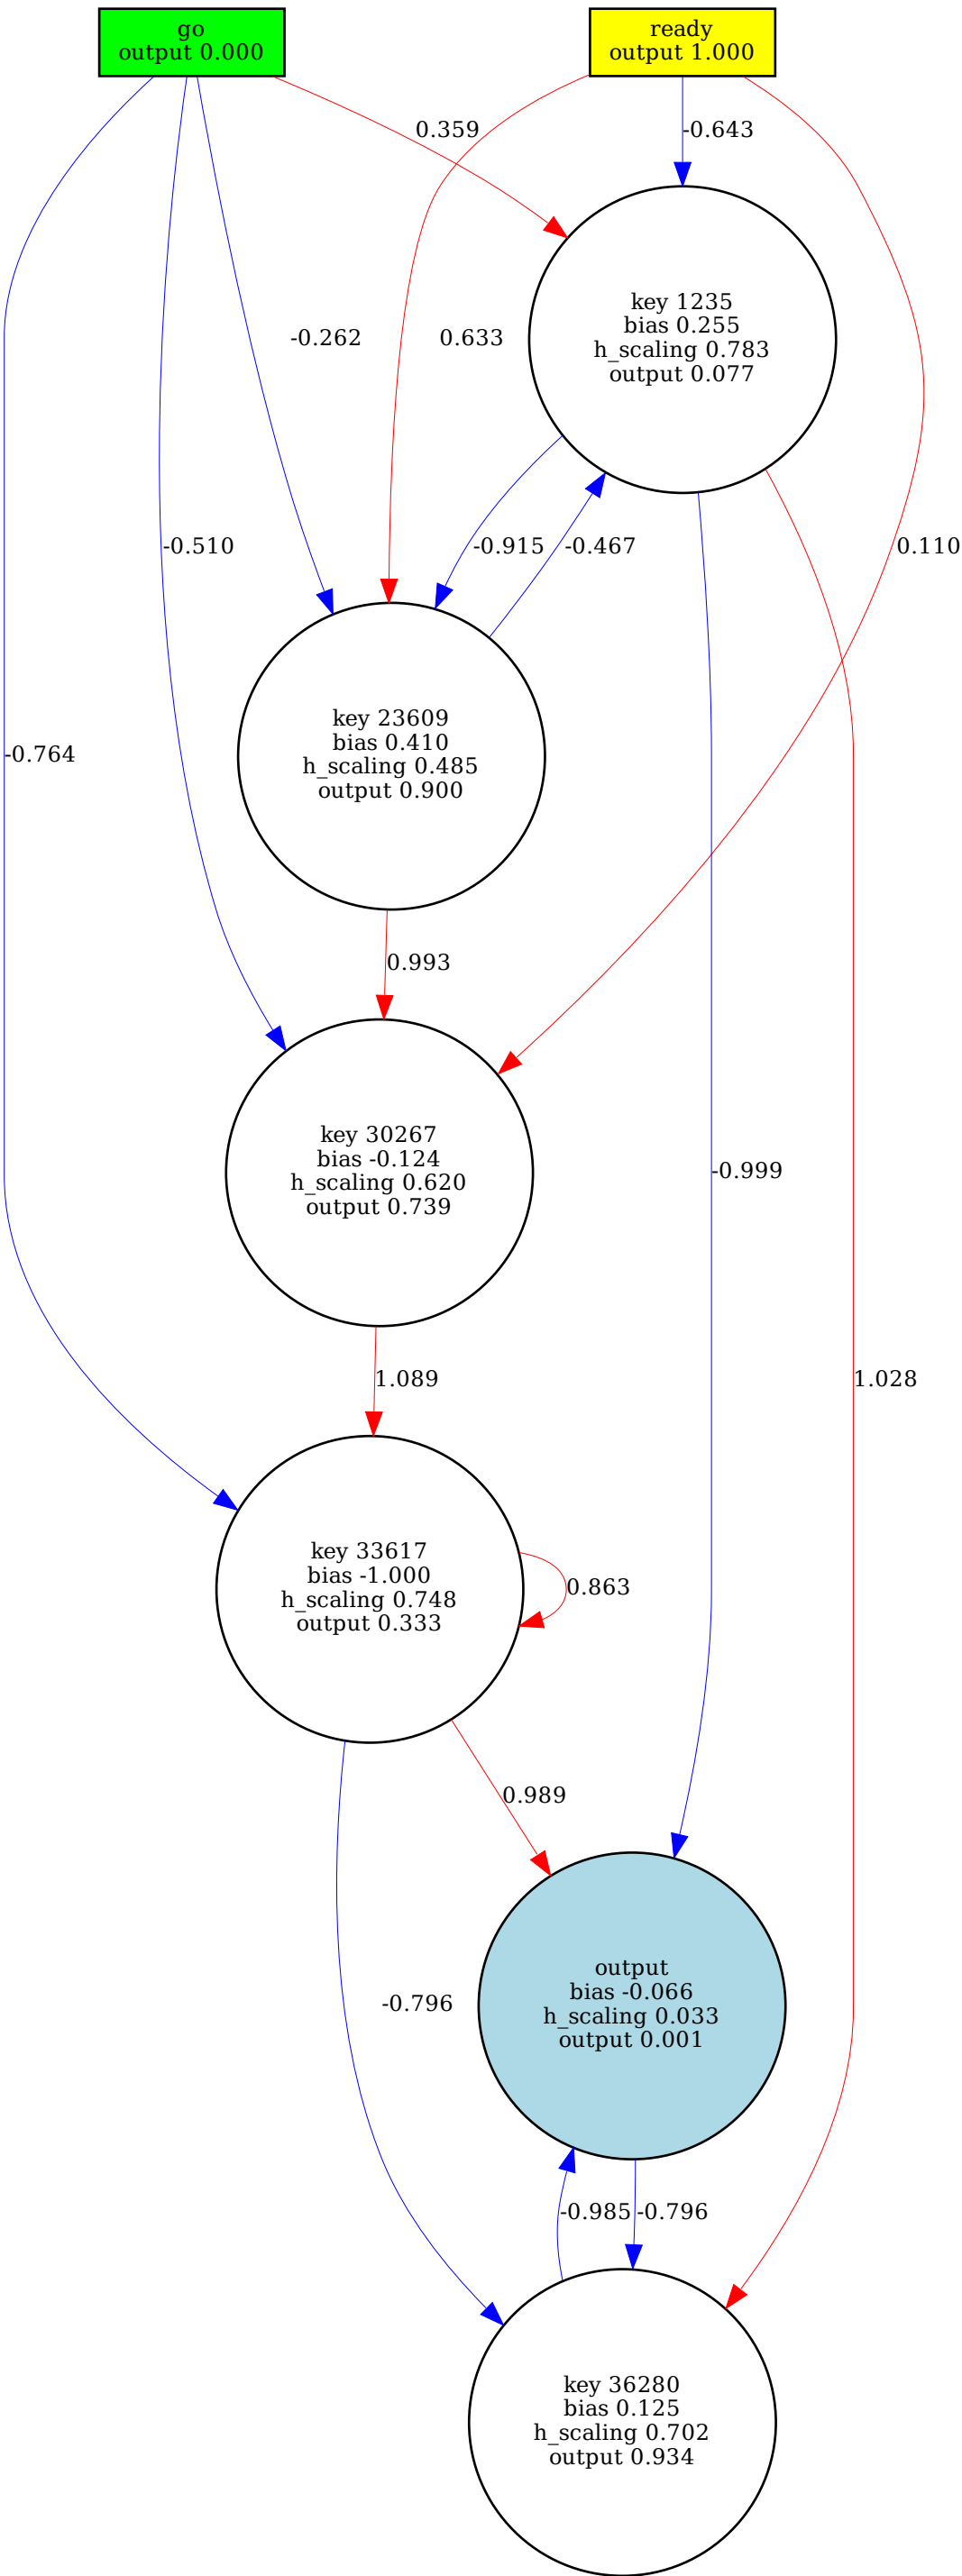 go
output 0.000
ready
output 1.000
0.359
-0.643
key 1235
bias 0.255
h_scaling 0.783
output 0.077
-0.262
0.633
-0.510
-0.915
-0.467
0.110
key 23609
bias 0.410
h_scaling 0.485
output 0.900
-0.764
0.993
key 30267
bias -0.124
h_scaling 0.620
output 0.739
-0.999
1.089
1.028
key 33617
bias -1.000
h_scaling 0.748
output 0.333
0.863
0.989
output
bias -0.066
h_scaling 0.033
output 0.001
-0.796
-0.985
-0.796
key 36280
bias 0.125
h_scaling 0.702
output 0.934